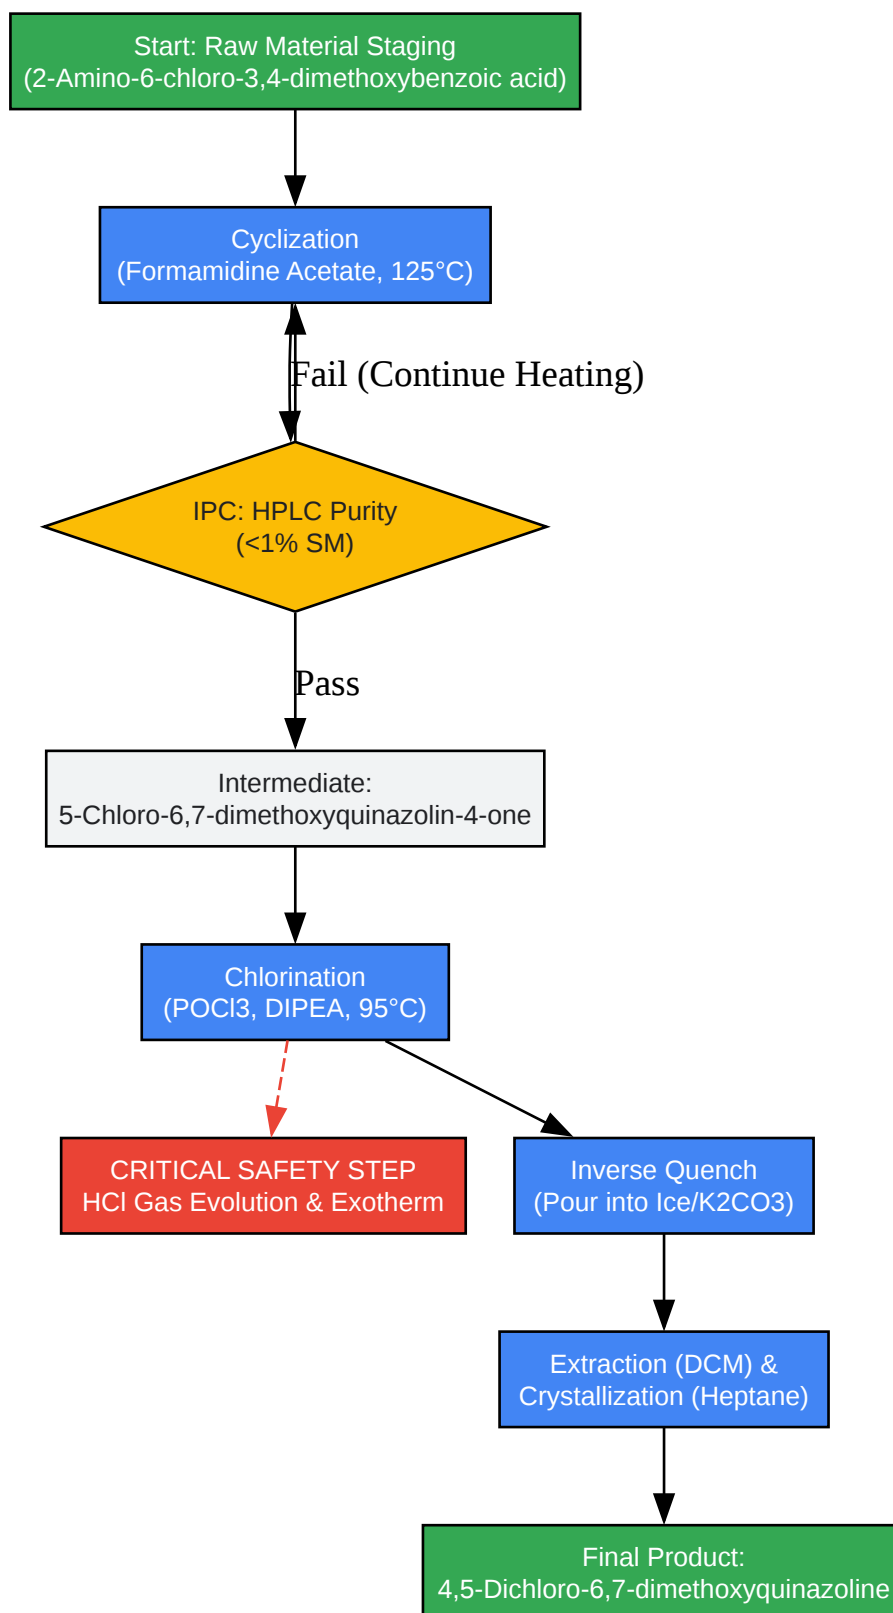 Start: Raw Material Staging
(2-Amino-6-chloro-3,4-dimethoxybenzoic acid)
Cyclization
(Formamidine Acetate, 125°C)
Fail (Continue Heating)
IPC: HPLC Purity
(<1% SM)
Pass
Intermediate:
5-Chloro-6,7-dimethoxyquinazolin-4-one
Chlorination
(POCl3, DIPEA, 95°C)
CRITICAL SAFETY STEP
HCl Gas Evolution & Exotherm
Inverse Quench
(Pour into Ice/K2CO3)
Extraction (DCM) &
Crystallization (Heptane)
Final Product:
4,5-Dichloro-6,7-dimethoxyquinazoline